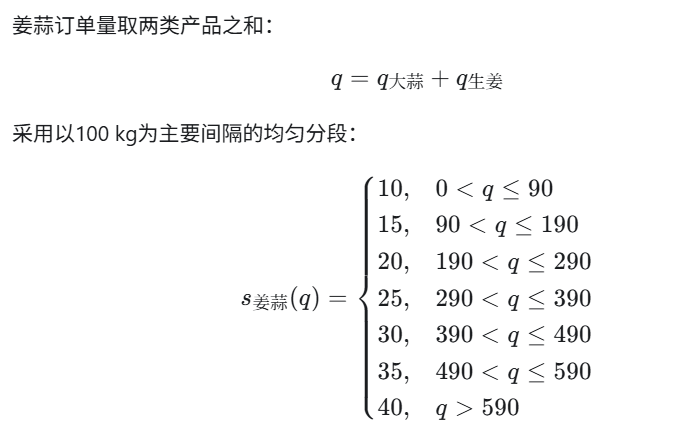 姜蒜订单量取两类产品之和：
q = q大蒜 + q生姜
采用以100 kg为主要间隔的均匀分段：
s姜蒜(q) =
10, 0 < q ≤ 90
15, 90 < q ≤ 190
20, 190 < q ≤ 290
25, 290 < q ≤ 390
30, 390 < q ≤ 490
35, 490 < q ≤ 590
40, q > 590